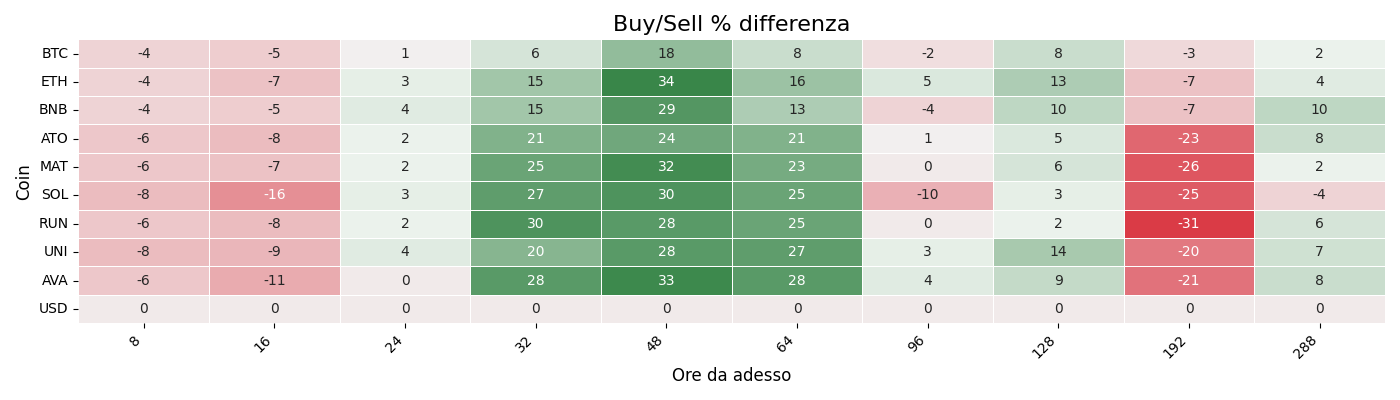 Buy/Sell % differenza
Coin
BTC -4 -5 1 6 18 8 -2 8 -3 2
ETH -4 -7 3 15 34 16 5 13 -7 4
BNB -4 -5 4 15 29 13 -4 10 -7 10
ATO -6 -8 2 21 24 21 1 5 -23 8
MAT -6 -7 2 25 32 23 0 6 -26 2
SOL -8 -16 3 27 30 25 -10 3 -25 -4
RUN -6 -8 2 30 28 25 0 2 -31 6
UNI -8 -9 4 20 28 27 3 14 -20 7
AVA -6 -11 0 28 33 28 4 9 -21 8
USD 0 0 0 0 0 0 0 0 0 0
8 16 24 32 48 64 96 128 192 288
Ore da adesso